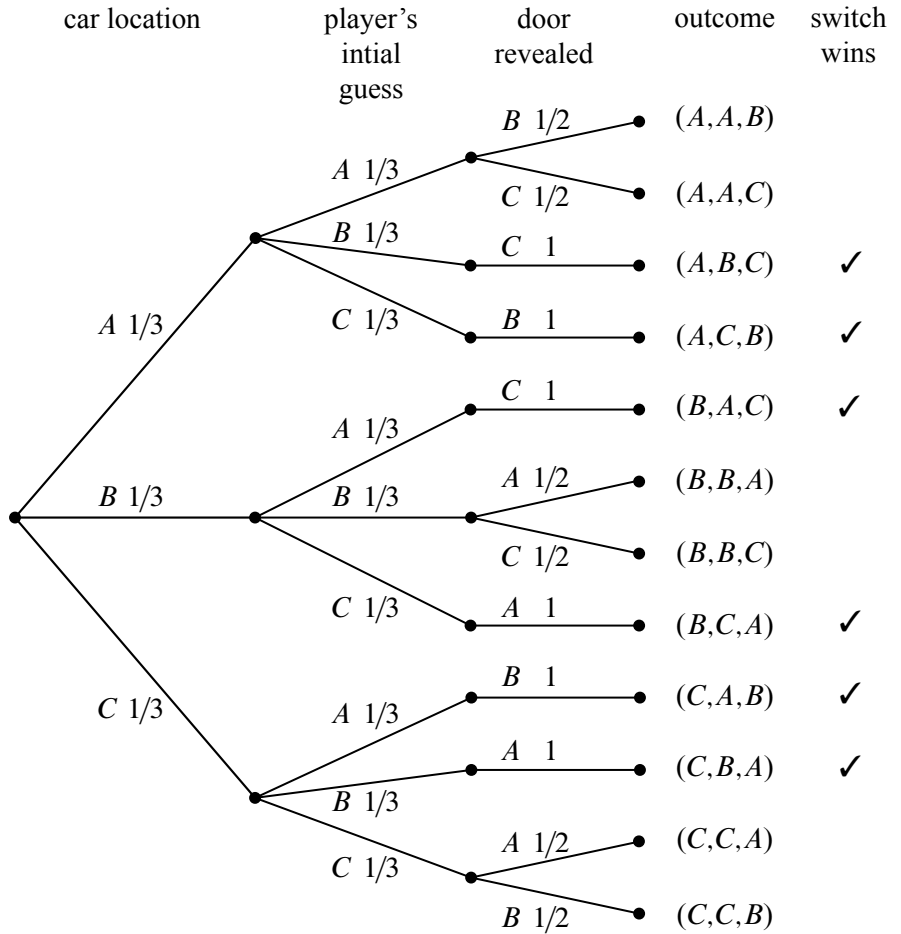 car location player's intial guess door revealed outcome switch wins
B 1/2 (A,A,B)
A 1/3
C 1/2 (A,A,C)
B 1/3 C 1 (A,B,C) ✓
A 1/3 C 1/3 B 1 (A,C,B) ✓
C 1 (B,A,C) ✓
A 1/3
A 1/2 (B,B,A)
B 1/3 B 1/3
C 1/2 (B,B,C)
C 1/3 A 1 (B,C,A) ✓
B 1 (C,A,B) ✓
C 1/3 A 1/3
A 1 (C,B,A) ✓
B 1/3
A 1/2 (C,C,A)
C 1/3
B 1/2 (C,C,B)